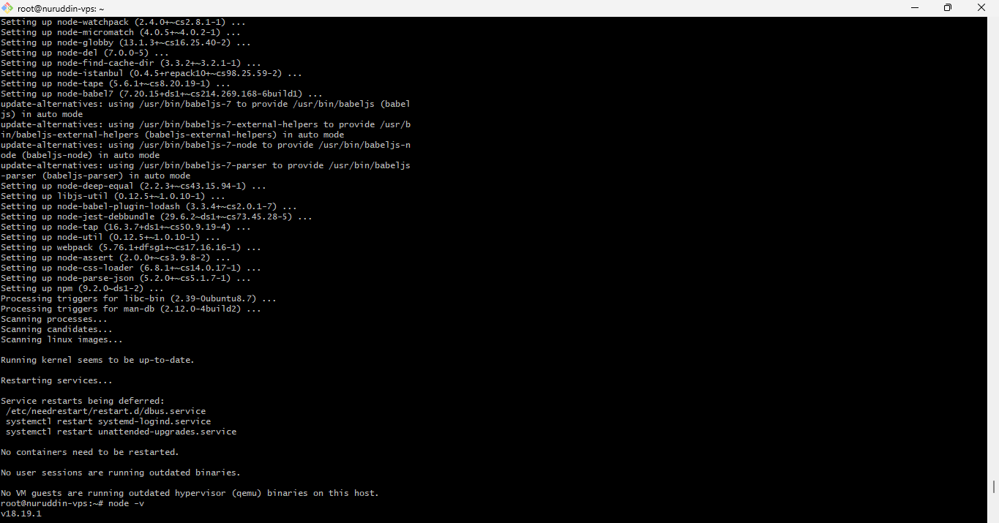 root@nuruddin-vps: ~
Setting up node-watchpack (2.4.0+~cs2.8.1-1) ...
Setting up node-micromatch (4.0.5+~4.0.2-1) ...
Setting up node-globby (13.1.3+~cs16.25.40-2) ...
Setting up node-del (7.0.0-5) ...
Setting up node-find-cache-dir (3.3.2+~3.2.1-1) ...
Setting up node-istanbul (0.4.5+repack10+~cs98.25.59-2) ...
Setting up node-tape (5.6.1+~cs8.20.19-1) ...
Setting up node-babel7 (7.20.15+ds1+~cs214.269.168-6build1) ...
update-alternatives: using /usr/bin/babeljs-7 to provide /usr/bin/babeljs (babel
js) in auto mode
update-alternatives: using /usr/bin/babeljs-7-external-helpers to provide /usr/b
in/babeljs-external-helpers (babeljs-external-helpers) in auto mode
update-alternatives: using /usr/bin/babeljs-7-node to provide /usr/bin/babeljs-n
ode (babeljs-node) in auto mode
update-alternatives: using /usr/bin/babeljs-7-parser to provide /usr/bin/babeljs
-parser (babeljs-parser) in auto mode
Setting up node-deep-equal (2.2.3+~cs43.15.94-1) ...
Setting up libjs-util (0.12.5+~1.0.10-1) ...
Setting up node-babel-plugin-lodash (3.3.4+~cs2.0.1-7) ...
Setting up node-jest-debbundle (29.6.2~ds1+~cs73.45.28-5) ...
Setting up node-tap (16.3.7+ds1+~cs50.9.19-4) ...
Setting up node-util (0.12.5+~1.0.10-1) ...
Setting up webpack (5.76.1+dfsg1+~cs17.16.16-1) ...
Setting up node-assert (2.0.0+~cs3.9.8-2) ...
Setting up node-css-loader (6.8.1+~cs14.0.17-1) ...
Setting up node-parse-json (5.2.0+~cs5.1.7-1) ...
Setting up npm (9.2.0~ds1-2) ...
Processing triggers for libc-bin (2.39-0ubuntu8.7) ...
Processing triggers for man-db (2.12.0-4build2) ...
Scanning processes...
Scanning candidates...
Scanning linux images...
Running kernel seems to be up-to-date.
Restarting services...
Service restarts being deferred:
/etc/needrestart/restart.d/dbus.service
systemctl restart systemd-logind.service
systemctl restart unattended-upgrades.service
No containers need to be restarted.
No user sessions are running outdated binaries.
No VM guests are running outdated hypervisor (qemu) binaries on this host.
root@nuruddin-vps:~# node -v
v18.19.1